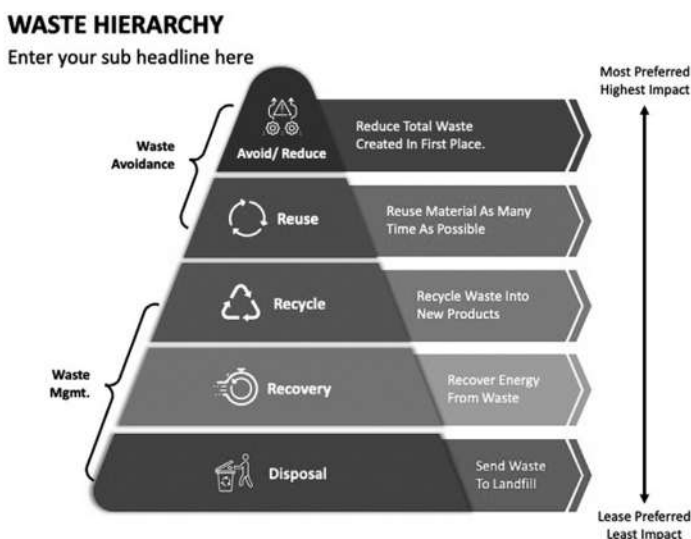 WASTE HIERARCHY
Enter your sub headline here
Most Preferred
Highest Impact
Waste
Avoidance
Avoid/ Reduce
Reduce Total Waste
Created In First Place.
Reuse
Reuse Material As Many
Time As Possible
Recycle
Recycle Waste Into
New Products
Waste
Mgmt.
Recovery
Recover Energy
From Waste
Disposal
Send Waste
To Landfill
Lease Preferred
Least Impact